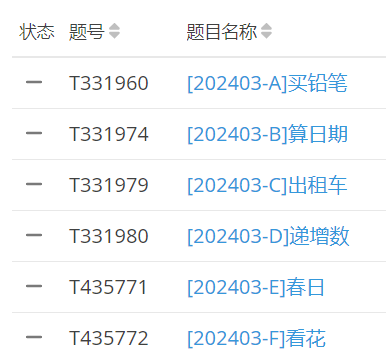 状态 题号 题目名称
— T331960 [202403-A]买铅笔
— T331974 [202403-B]算日期
— T331979 [202403-C]出租车
— T331980 [202403-D]递增数
— T435771 [202403-E]春日
— T435772 [202403-F]看花